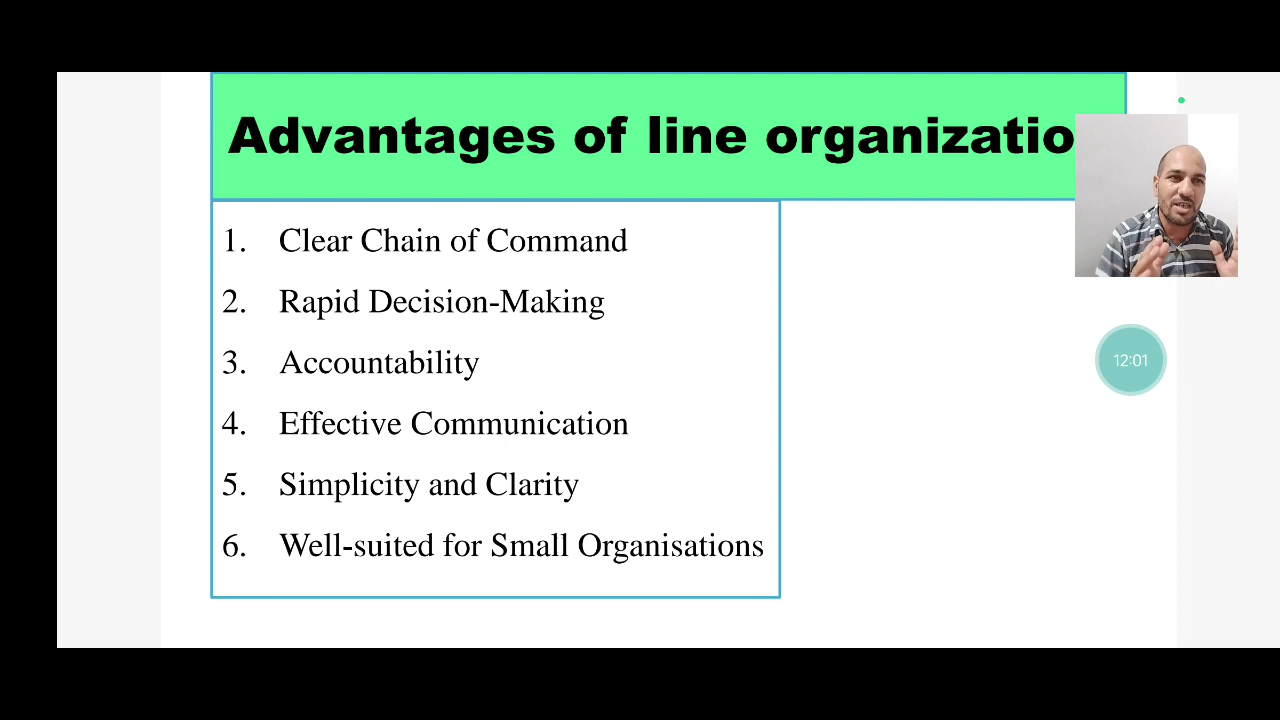 Advantages of line organizatio
1. Clear Chain of Command
2. Rapid Decision-Making
3. Accountability
4. Effective Communication
5. Simplicity and Clarity
6. Well-suited for Small Organisations
12:01